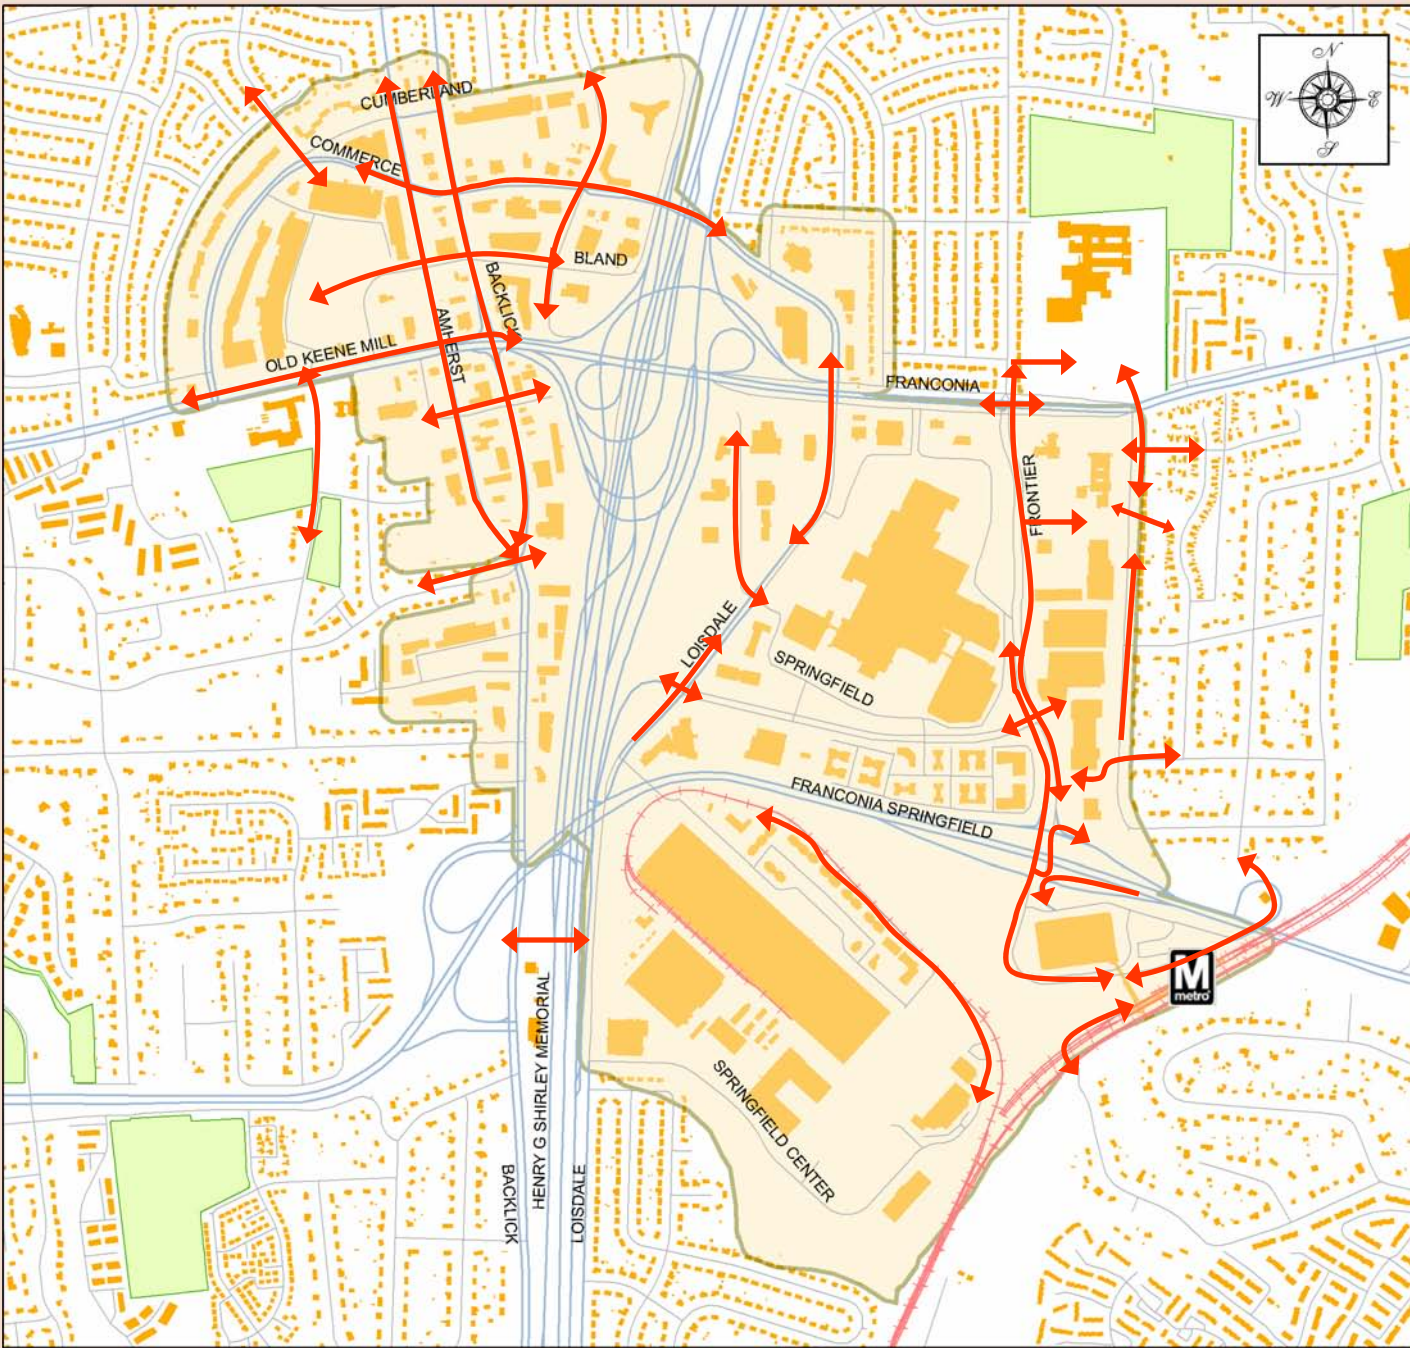 N
W E
S
CUMBERLAND
COMMERCE
BLAND
BACKLICK
AMHERST
OLD KEENE MILL
FRANCONIA
FRONTIER
LOISDALE
SPRINGFIELD
FRANCONIA SPRINGFIELD
M
metro
HENRY G SHIRLEY MEMORIAL
SPRINGFIELD CENTER
BACKLICK
LOISDALE